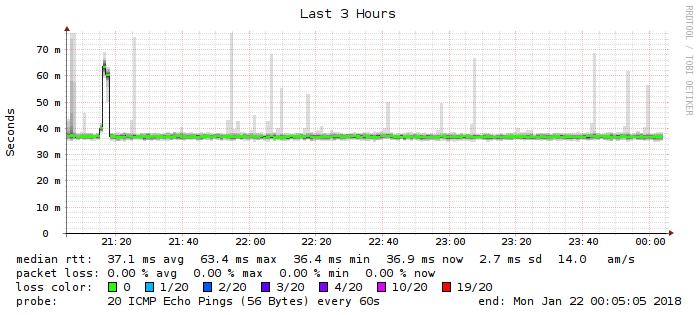 Last 3 Hours
RRDTOOL / TOBI OETIKER
Seconds
70 m
60 m
50 m
40 m
30 m
20 m
10 m
0
21:20 21:40 22:00 22:20 22:40 23:00 23:20 23:40 00:00
median rtt: 37.1 ms avg 63.4 ms max 36.4 ms min 36.9 ms now 2.7 ms sd 14.0 am/s
packet loss: 0.00 % avg 0.00 % max 0.00 % min 0.00 % now
loss color: 0 1/20 2/20 3/20 4/20 10/20 19/20
probe: 20 ICMP Echo Pings (56 Bytes) every 60s end: Mon Jan 22 00:05:05 2018